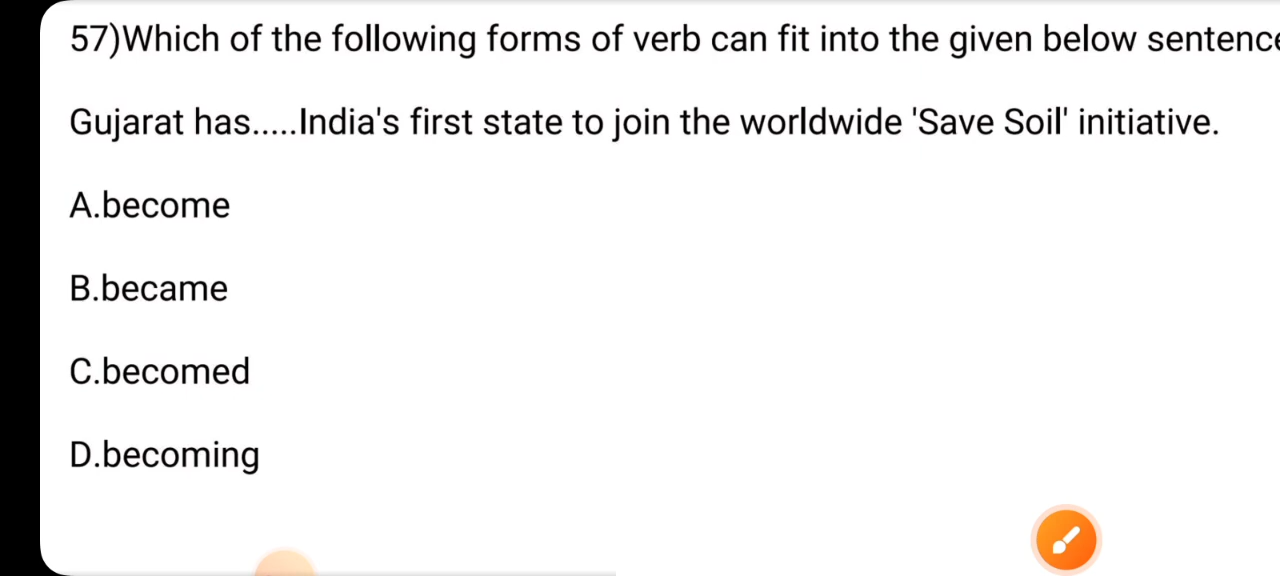 57)Which of the following forms of verb can fit into the given below sentence
Gujarat has.....India's first state to join the worldwide 'Save Soil' initiative.
A.become
B.became
C.becomed
D.becoming